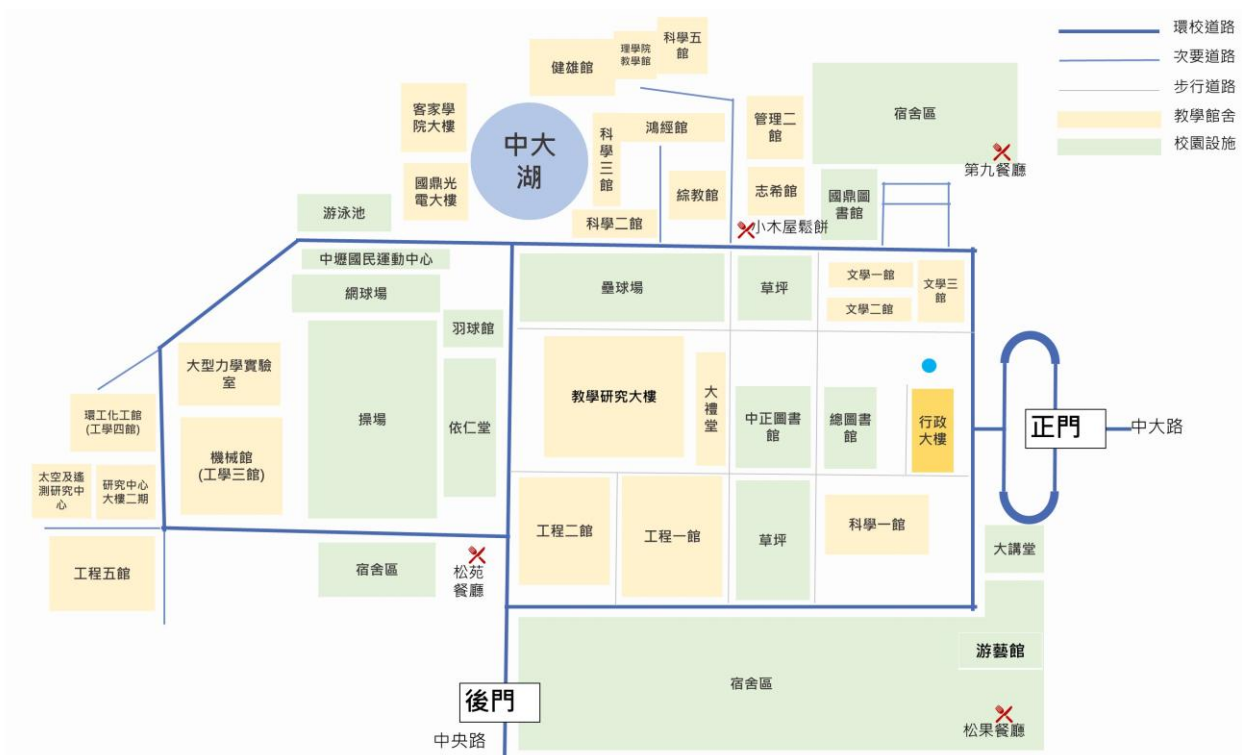 環校道路
次要道路
步行道路
教學館舍
校園設施
科學五
館
理學院
教學館
健雄館
客家學
院大樓
中大
湖
科
學
三
館
鴻經館
管理二
館
宿舍區
第九餐廳
國鼎光
電大樓
綜教館
志希館
國鼎圖
書館
游泳池
科學二館
小木屋鬆餅
中壢國民運動中心
網球場
壘球場
草坪
文學一館
文學二館
文學三
館
羽球館
大型力學實驗
室
操場
依仁堂
教學研究大樓
大
禮
堂
中正圖書
館
總圖書
館
行政
大樓
正門
中大路
環工化工館
(工學四館)
機械館
(工學三館)
太空及遙
測研究中
心
研究中心
大樓二期
工程二館
工程一館
草坪
科學一館
大講堂
工程五館
宿舍區
松苑
餐廳
游藝館
宿舍區
後門
松果餐廳
中央路